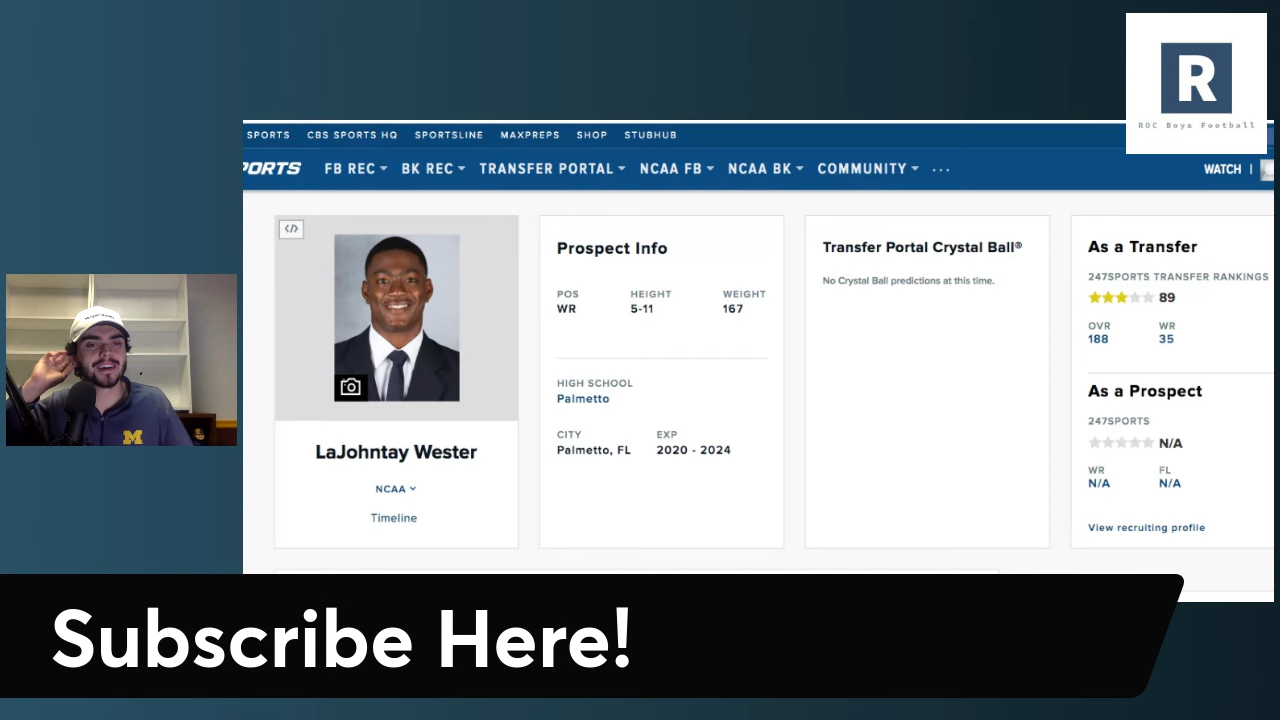 R
ROC Boys Football
SPORTS CBS SPORTS HQ SPORTSLINE MAXPREPS SHOP STUBHUB
PORTS FB REC BK REC TRANSFER PORTAL NCAA FB NCAA BK COMMUNITY ... WATCH |
</>
LaJohntay Wester
NCAA
Timeline
Prospect Info
POS HEIGHT WEIGHT
WR 5-11 167
HIGH SCHOOL
Palmetto
CITY EXP
Palmetto, FL 2020 - 2024
Transfer Portal Crystal Ball®
No Crystal Ball predictions at this time.
As a Transfer
247SPORTS TRANSFER RANKINGS
89
OVR WR
188 35
As a Prospect
247SPORTS
N/A
WR FL
N/A N/A
View recruiting profile
M
Subscribe Here!